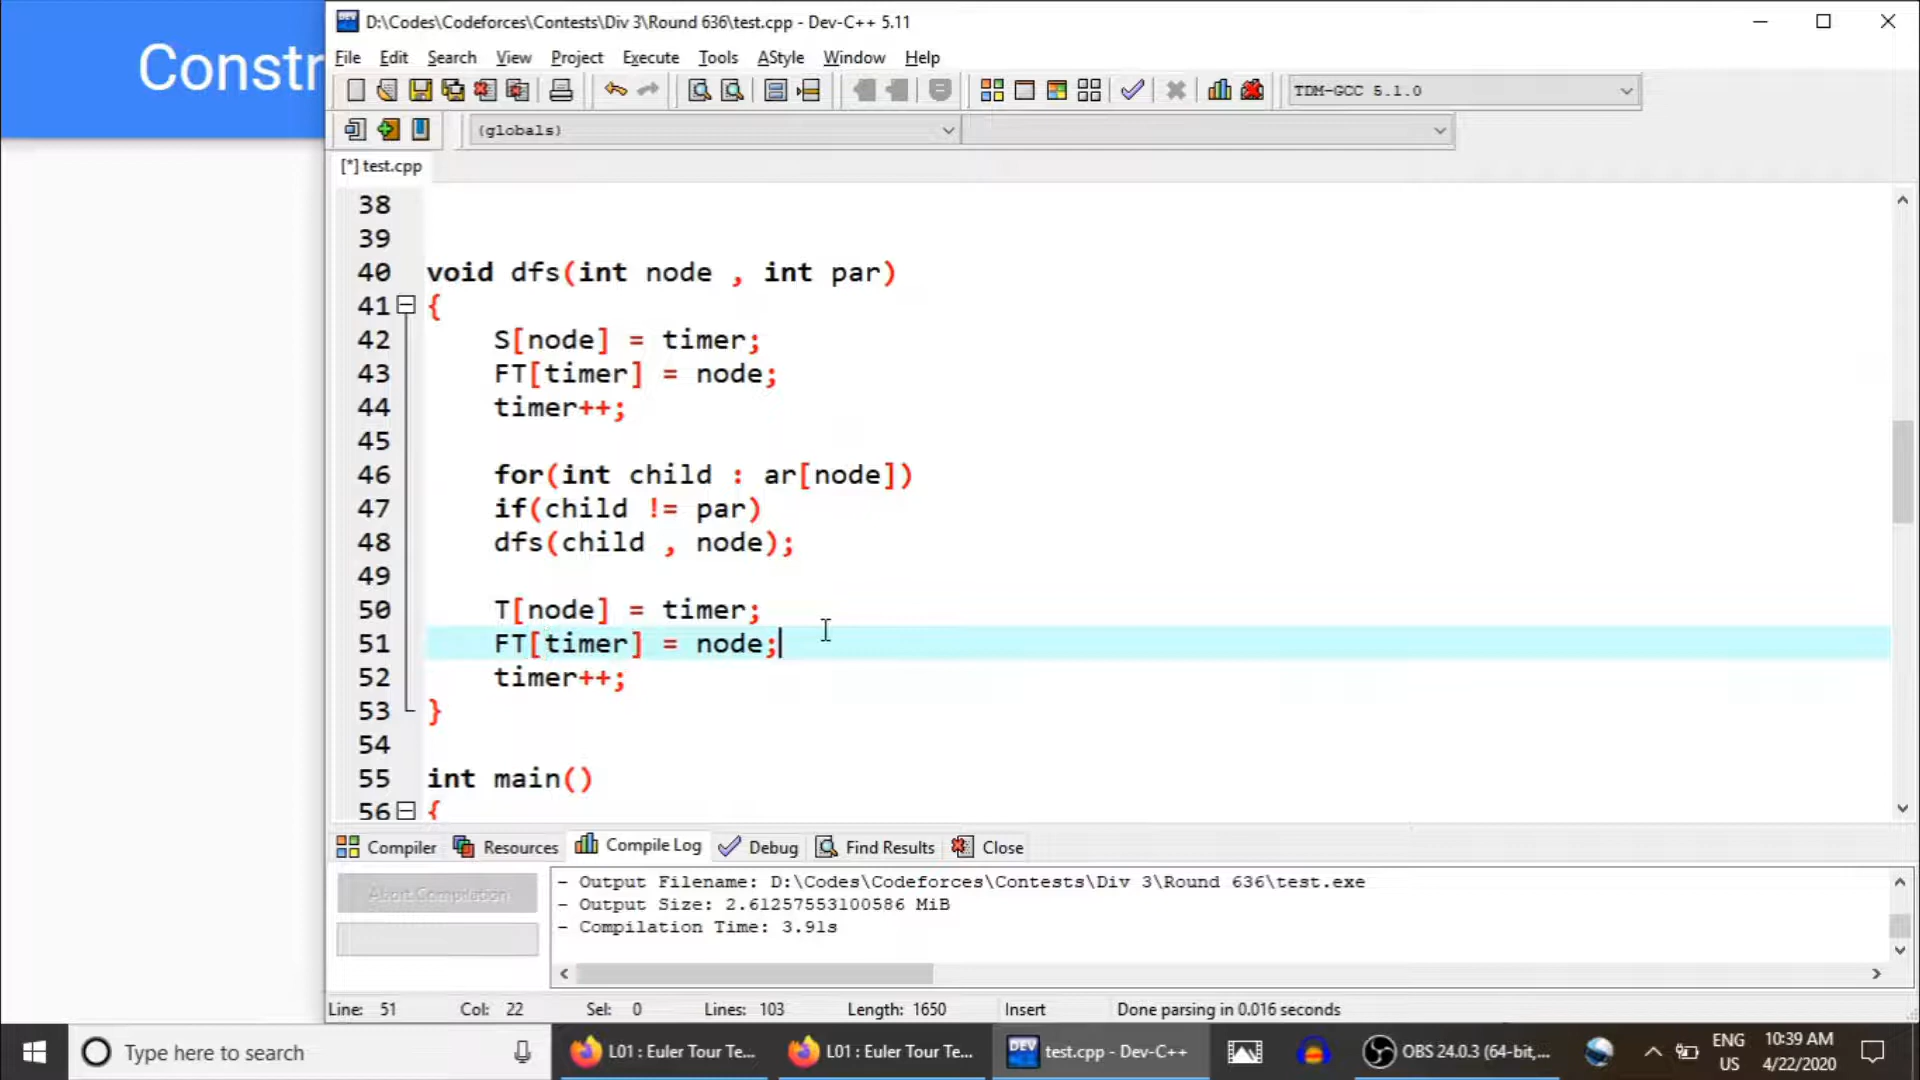 Constr
D:\Codes\Codeforces\Contests\Div 3\Round 636\test.cpp - Dev-C++ 5.11
File Edit Search View Project Execute Tools AStyle Window Help
TDM-GCC 5.1.0
(globals)
[*] test.cpp
38
39
40 void dfs(int node , int par)
41 {
42 S[node] = timer;
43 FT[timer] = node;
44 timer++;
45
46 for(int child : ar[node])
47 if(child != par)
48 dfs(child , node);
49
50 T[node] = timer;
51 FT[timer] = node;
52 timer++;
53 }
54
55 int main()
56 {
Compiler Resources Compile Log Debug Find Results Close
Abort Compilation
- Output Filename: D:\Codes\Codeforces\Contests\Div 3\Round 636\test.exe
- Output Size: 2.61257553100586 MiB
- Compilation Time: 3.91s
Line: 51 Col: 22 Sel: 0 Lines: 103 Length: 1650 Insert Done parsing in 0.016 seconds
Type here to search
L01 : Euler Tour Te...
L01 : Euler Tour Te...
DEV
test.cpp - Dev-C++
OBS 24.0.3 (64-bit,...
ENG
US
10:39 AM
4/22/2020